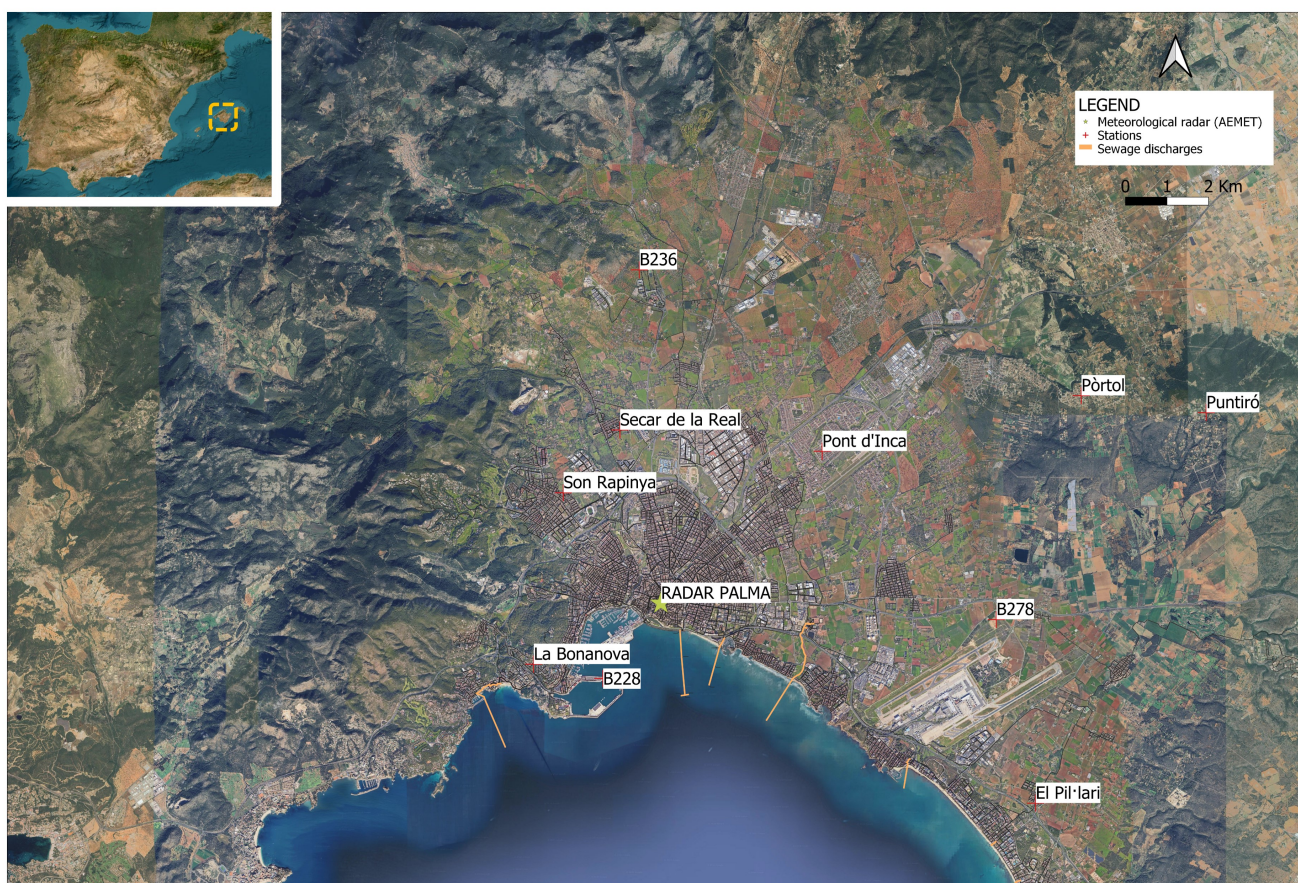 LEGEND
Meteorological radar (AEMET)
Stations
Sewage discharges
0 1 2 Km
B236
Pòrtol
Puntiró
Secar de la Real
Pont d'Inca
Son Rapinya
RADAR PALMA
B278
La Bonanova
B228
El Pil·lari